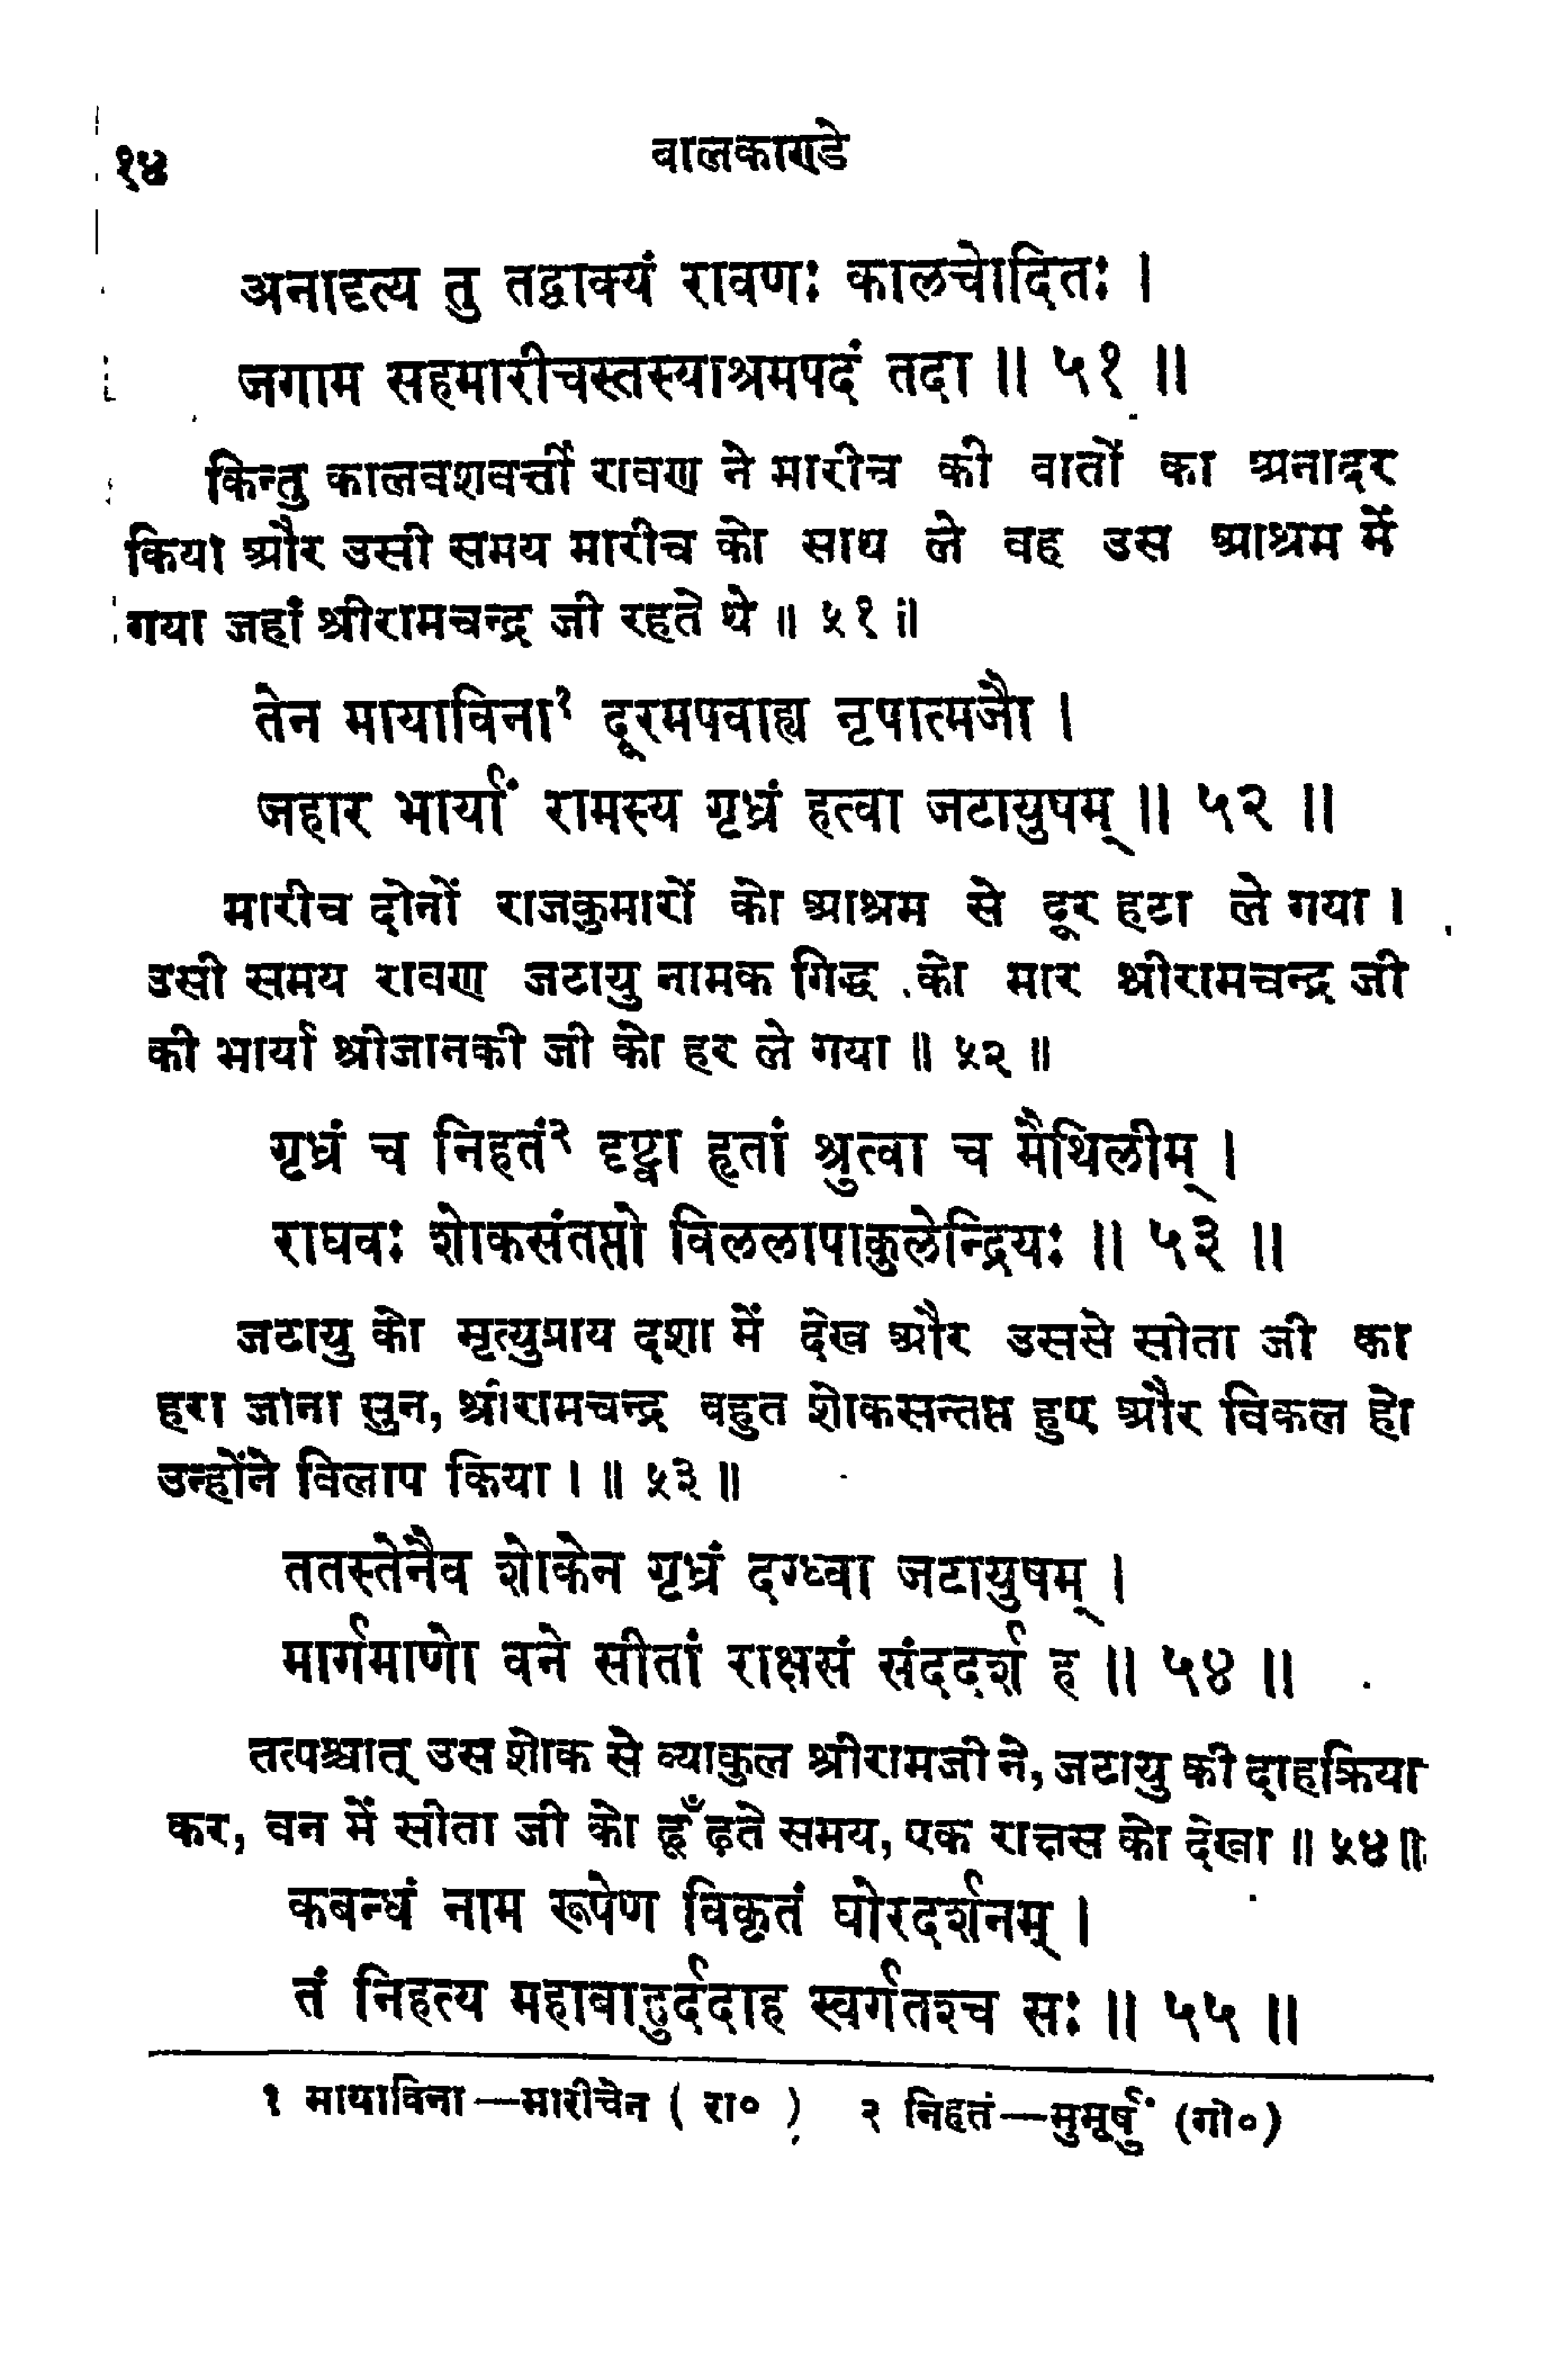 १४
वालकाण्डे
अनादृत्य तु तद्वाक्यं रावणः कालचोदितः ।
जगाम सहमारीचस्तस्याश्रमपदं तदा ॥ ५१ ॥
किन्तु कालवशवर्त्ती रावण ने मारीच की वातों का अनादर
किया और उसी समय मारीच को साथ ले वह उस आश्रम में
गया जहां श्रीरामचन्द्र जी रहते थे ॥ ५१ ॥
तेन मायाविना१ दूरमपवाह्य नृपात्मजौ ।
जहार भार्यां रामस्य गृध्रं हत्वा जटायुपम् ॥ ५२ ॥
मारीच दोनों राजकुमारों को आश्रम से दूर हटा ले गया ।
उसी समय रावण जटायु नामक गिद्ध को मार श्रीरामचन्द्र जी
की भार्या श्रीजानकी जी को हर ले गया ॥ ५२ ॥
गृध्रं च निहतं२ दृष्ट्वा हृतां श्रुत्वा च मैथिलीम् ।
राघवः शोकसंतप्तो विललापाकुलेन्द्रियः ॥ ५३ ॥
जटायु को मृत्युप्राय दशा में देख और उससे सीता जी का
हरा जाना सुन, श्रीरामचन्द्र वहुत शोकसन्तप्त हुए और विकल हो
उन्होंने विलाप किया । ॥ ५३ ॥
ततस्तेनैव शोकेन गृध्रं दग्ध्वा जटायुषम् ।
मार्गमाणो वने सीतां राक्षसं संददर्श ह ॥ ५४ ॥
तत्पश्चात् उस शोक से व्याकुल श्रीरामजी ने, जटायु की दाहक्रिया
कर, वन में सीता जी को ढूँढ़ते समय, एक राक्षस को देखा ॥ ५४॥
कबन्धं नाम रूपेण विकृतं घोरदर्शनम् ।
तं निहत्य महाबाहुर्ददाह स्वर्गतश्च सः ॥ ५५ ॥
१ मायाविना—मारीचेन ( रा० ) २ निहतं—मुमूर्षुं (गो०)